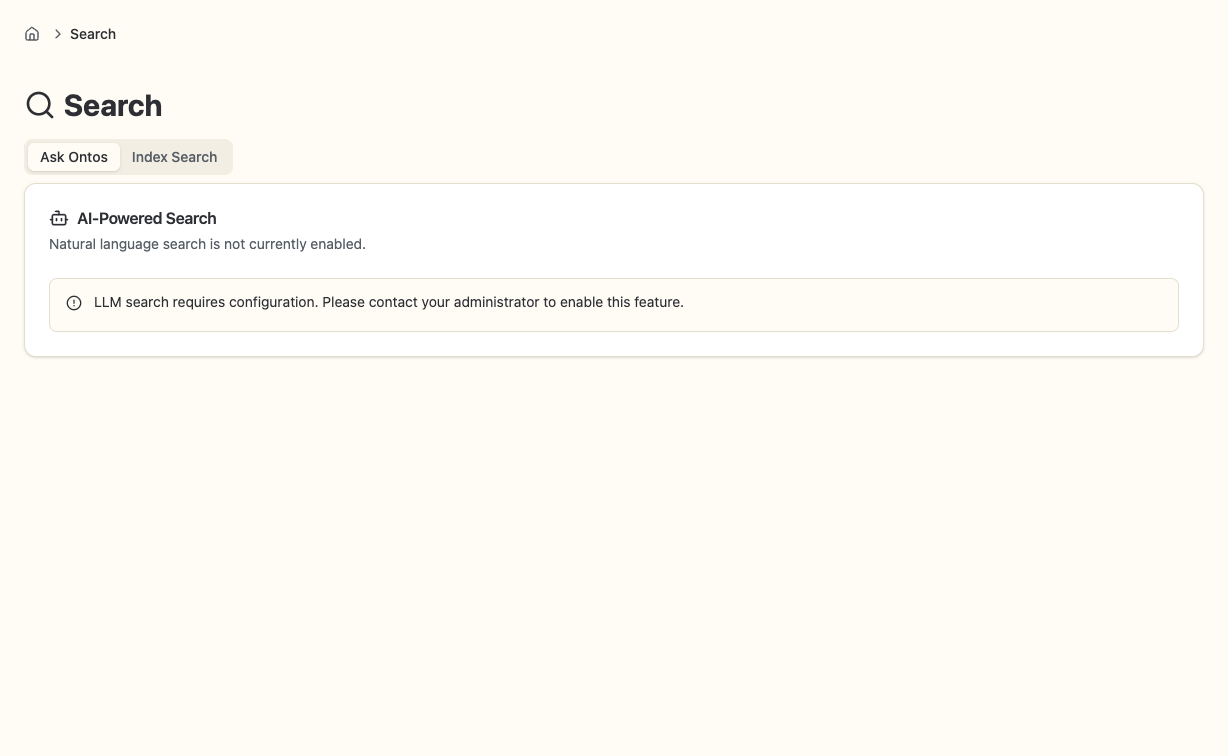 Search
Search
Ask Ontos Index Search
AI-Powered Search
Natural language search is not currently enabled.
LLM search requires configuration. Please contact your administrator to enable this feature.